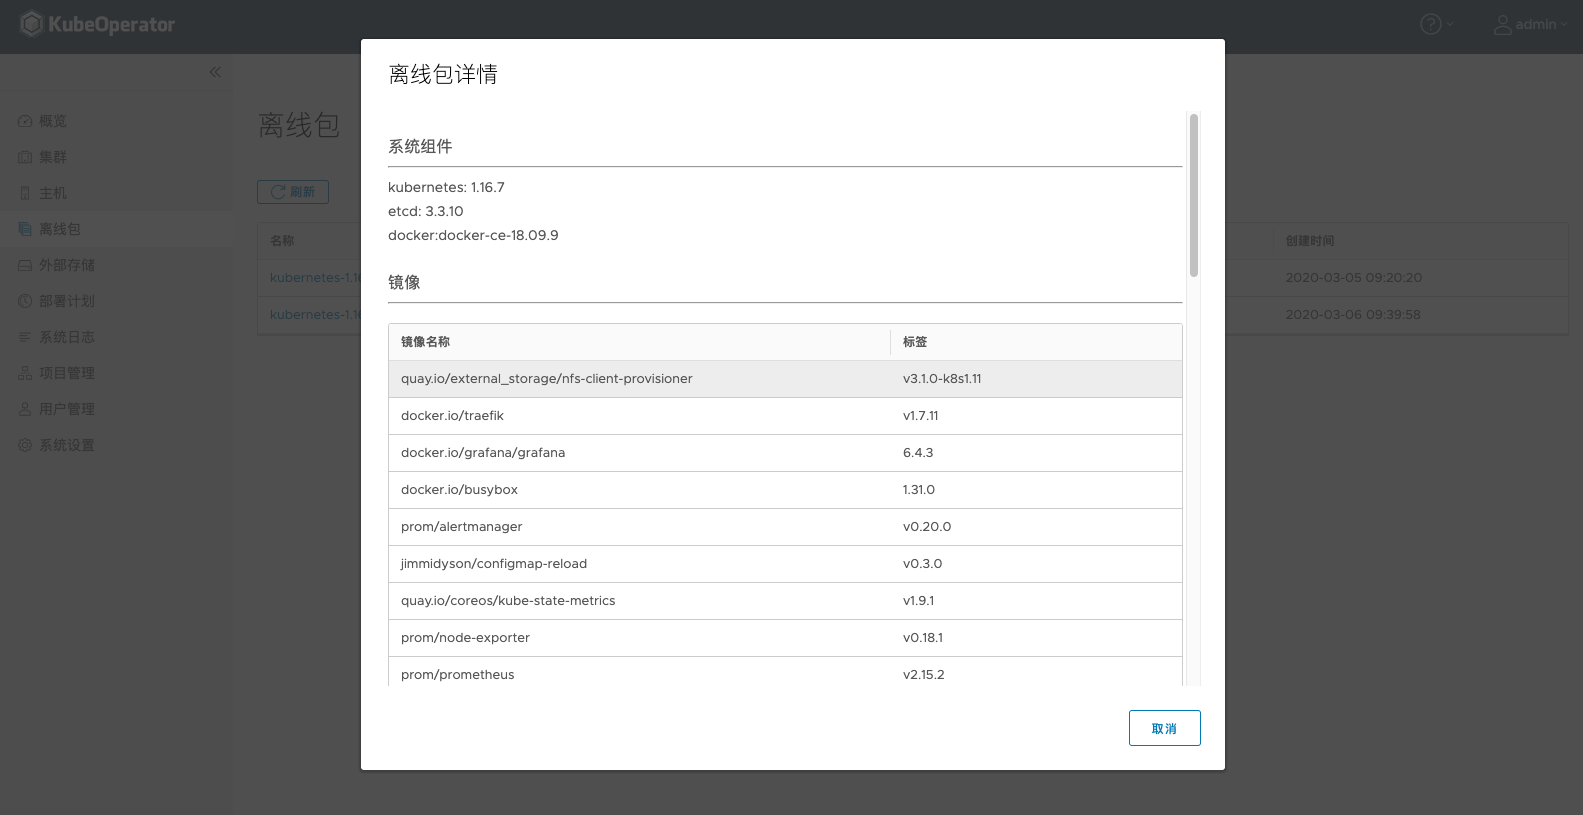 KubeOperator
admin
离线包详情
概览
集群
主机
离线包
外部存储
部署计划
系统日志
项目管理
用户管理
系统设置
离线包
刷新
名称
创建时间
kubernetes-1.16
2020-03-05 09:20:20
kubernetes-1.16
2020-03-06 09:39:58
系统组件
kubernetes: 1.16.7
etcd: 3.3.10
docker:docker-ce-18.09.9
镜像
镜像名称 标签
quay.io/external_storage/nfs-client-provisioner v3.1.0-k8s1.11
docker.io/traefik v1.7.11
docker.io/grafana/grafana 6.4.3
docker.io/busybox 1.31.0
prom/alertmanager v0.20.0
jimmidyson/configmap-reload v0.3.0
quay.io/coreos/kube-state-metrics v1.9.1
prom/node-exporter v0.18.1
prom/prometheus v2.15.2
取消